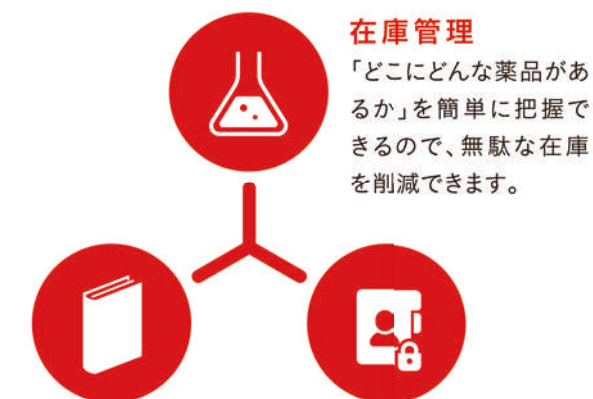 在庫管理
「どこにどんな薬品があ
るか」を簡単に把握で
きるので、無駄な在庫
を削減できます。